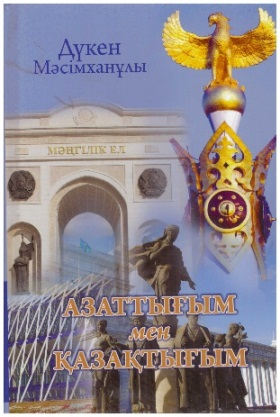 Дүкен
Мәсімханұлы
МӘҢГІЛІК ЕЛ
АЗАТТЫҒЫМ
мен
ҚАЗАҚТЫҒЫМ